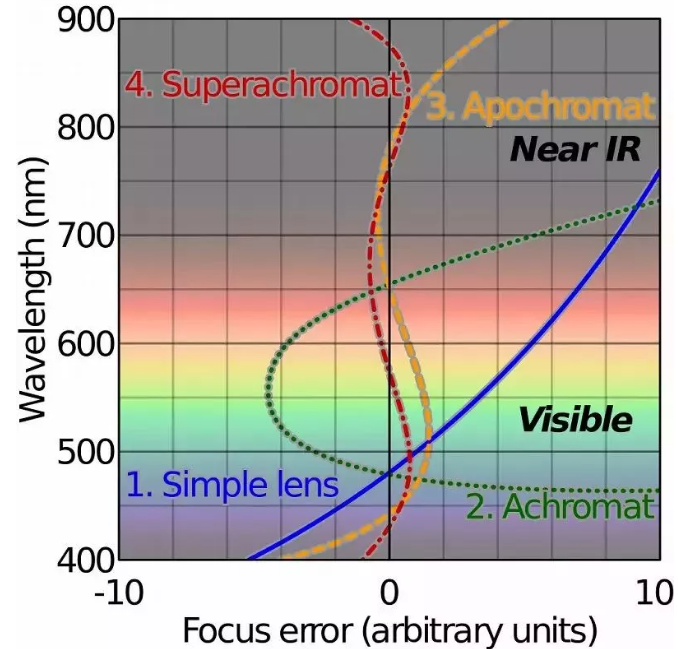 900
4. Superachromat
3. Apochromat
800
Near IR
700
Wavelength (nm)
600
Visible
500
1. Simple lens
2. Achromat
400
-10
0
10
Focus error (arbitrary units)